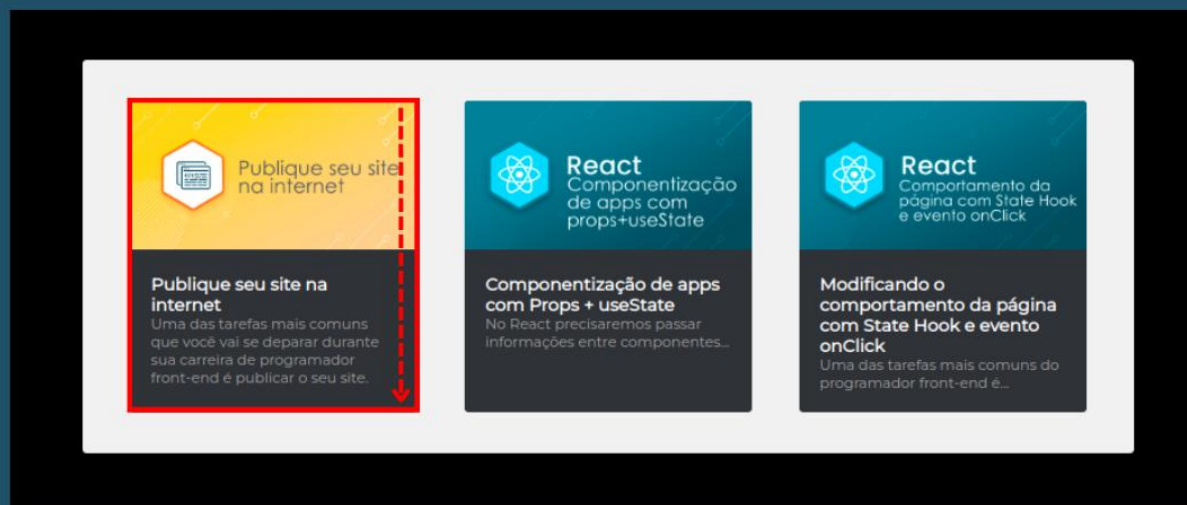 Publique seu site
na internet
Publique seu site na
internet
Uma das tarefas mais comuns
que você vai se deparar durante
sua carreira de programador
front-end é publicar o seu site.
React
Componentização
de apps com
props+useState
Componentização de apps
com Props + useState
No React precisaremos passar
informações entre componentes...
React
Comportamento da
página com State Hook
e evento onClick
Modificando o
comportamento da página
com State Hook e evento
onClick
Uma das tarefas mais comuns do
programador front-end é...